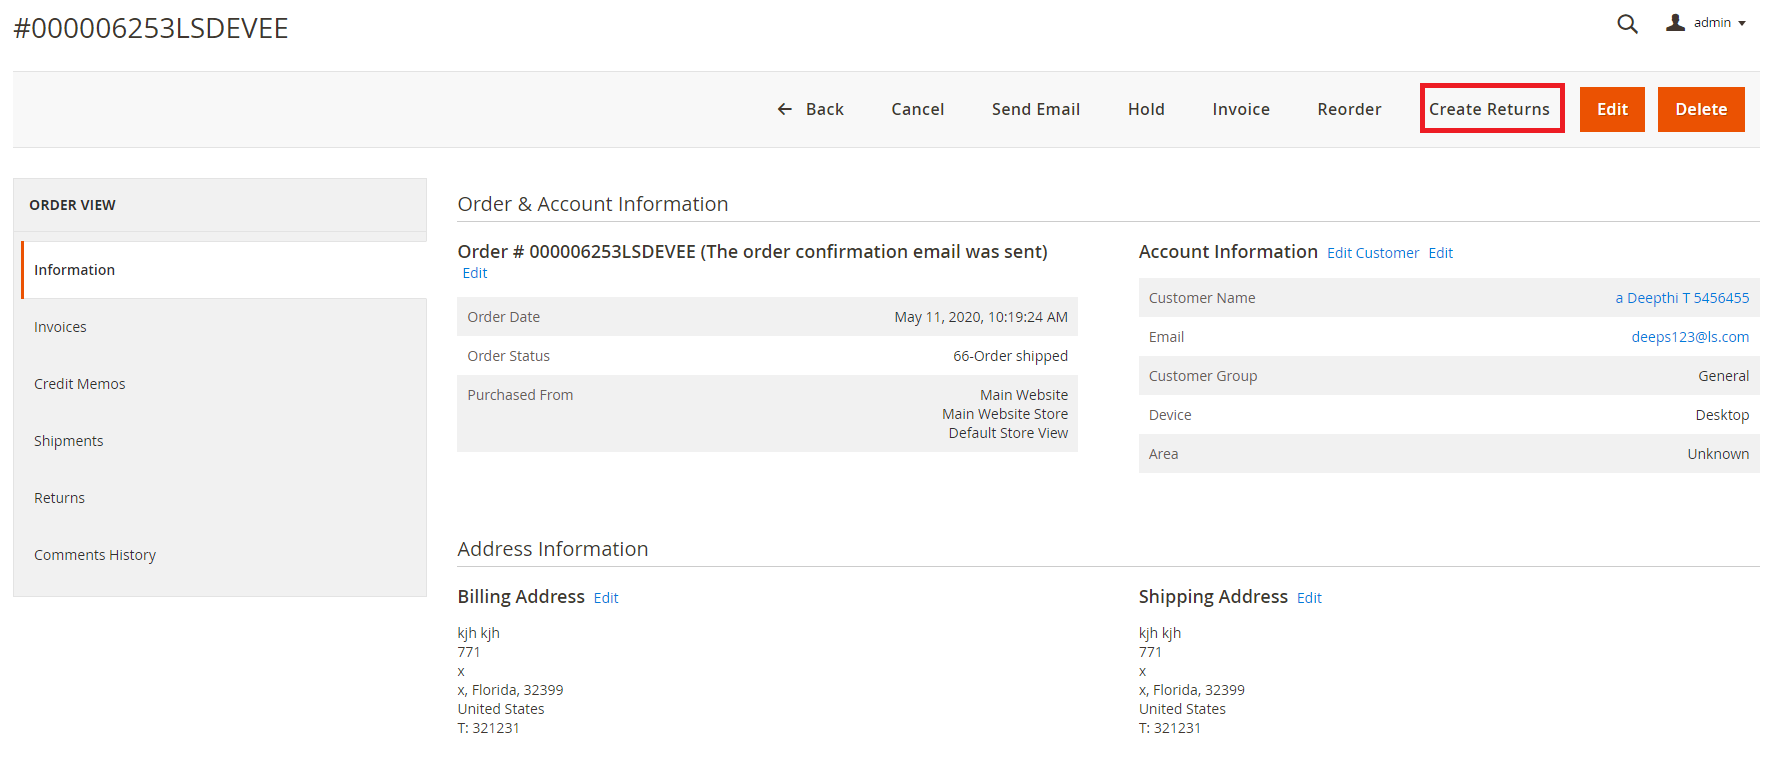 #000006253LSDEVEE
admin
Back Cancel Send Email Hold Invoice Reorder Create Returns Edit Delete
ORDER VIEW
Information
Invoices
Credit Memos
Shipments
Returns
Comments History
Order & Account Information
Order # 000006253LSDEVEE (The order confirmation email was sent)
Edit
Order Date May 11, 2020, 10:19:24 AM
Order Status 66-Order shipped
Purchased From Main Website
Main Website Store
Default Store View
Account Information Edit Customer Edit
Customer Name a Deepthi T 5456455
Email deeps123@ls.com
Customer Group General
Device Desktop
Area Unknown
Address Information
Billing Address Edit
kjh kjh
771
x
x, Florida, 32399
United States
T: 321231
Shipping Address Edit
kjh kjh
771
x
x, Florida, 32399
United States
T: 321231